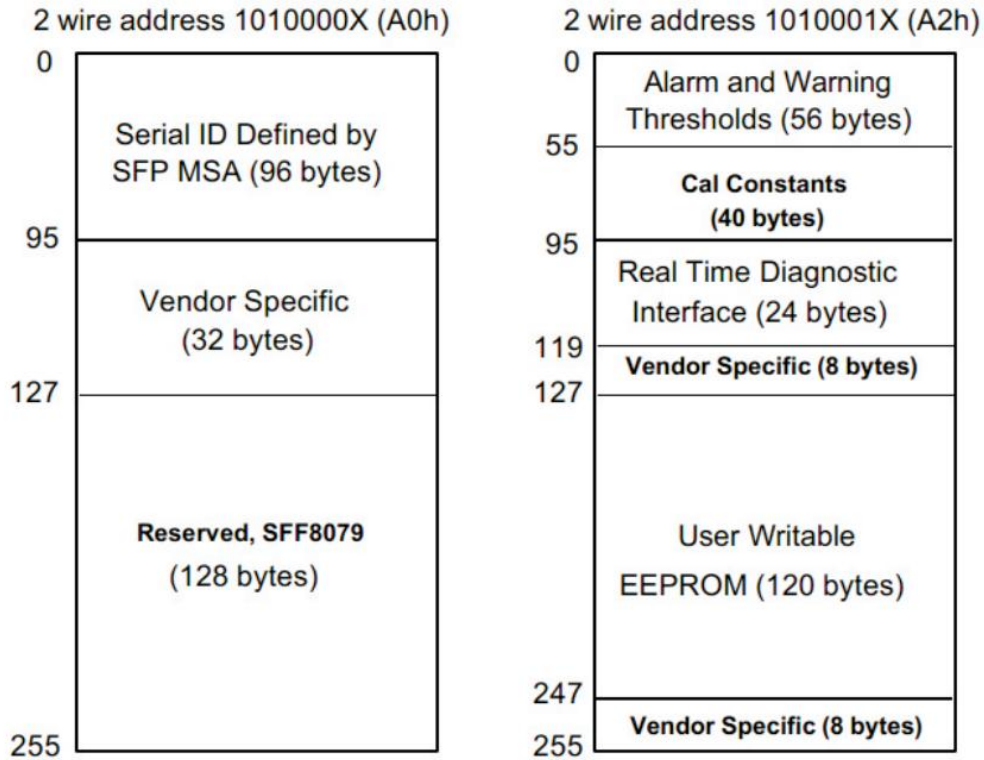 2 wire address 1010000X (A0h)
0
Serial ID Defined by
SFP MSA (96 bytes)
95
Vendor Specific
(32 bytes)
127
Reserved, SFF8079
(128 bytes)
255
2 wire address 1010001X (A2h)
0
Alarm and Warning
Thresholds (56 bytes)
55
Cal Constants
(40 bytes)
95
Real Time Diagnostic
Interface (24 bytes)
119
Vendor Specific (8 bytes)
127
User Writable
EEPROM (120 bytes)
247
Vendor Specific (8 bytes)
255